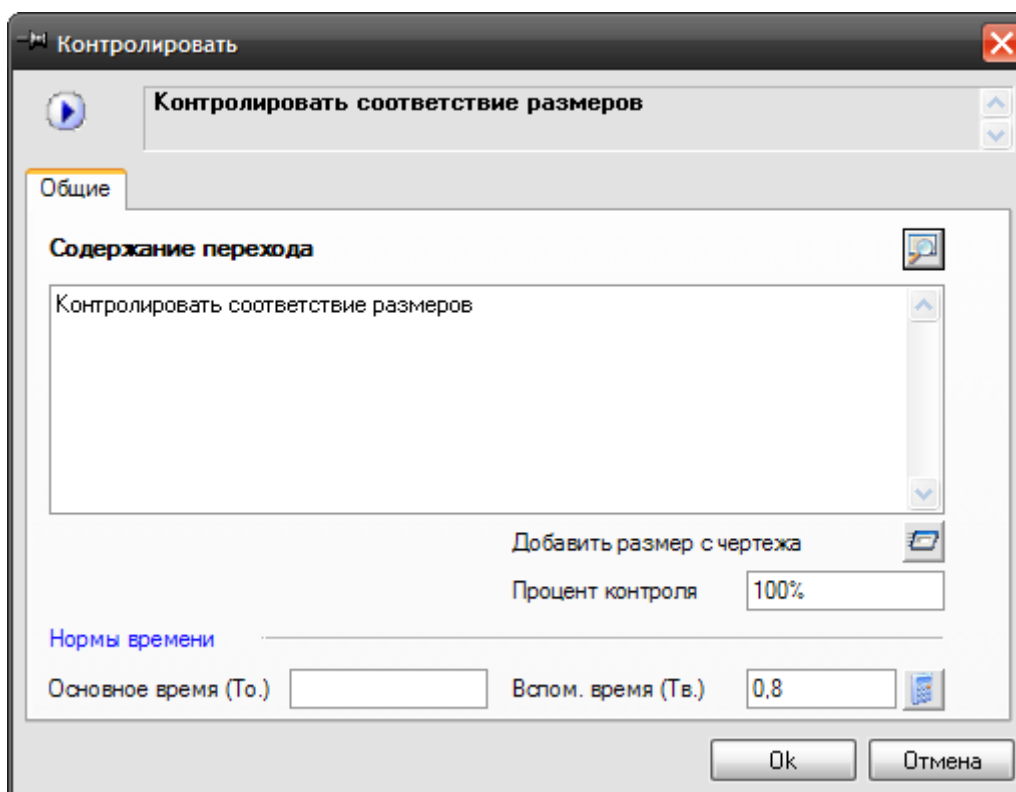 Контролировать
Контролировать соответствие размеров
Общие
Содержание перехода
Контролировать соответствие размеров
Добавить размер с чертежа
Процент контроля 100%
Нормы времени
Основное время (То.) Вспом. время (Тв.) 0,8
Ok Отмена